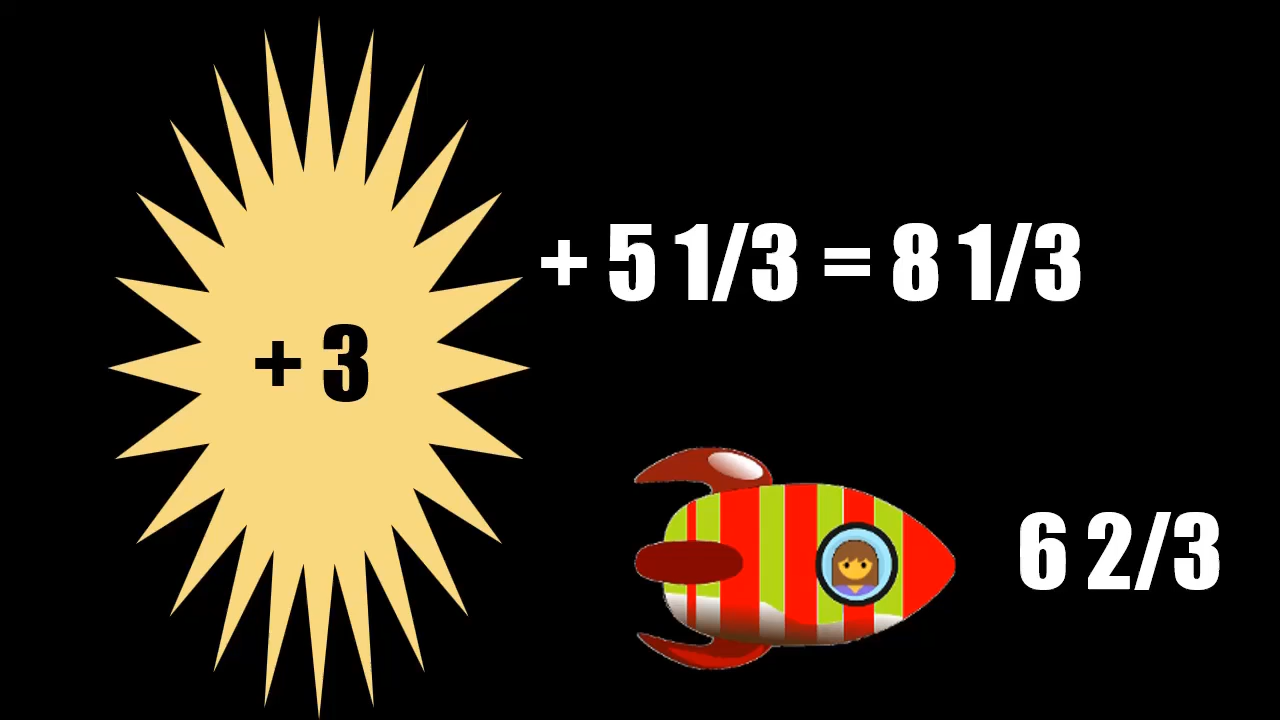 + 5 1/3 = 8 1/3
+ 3
6 2/3